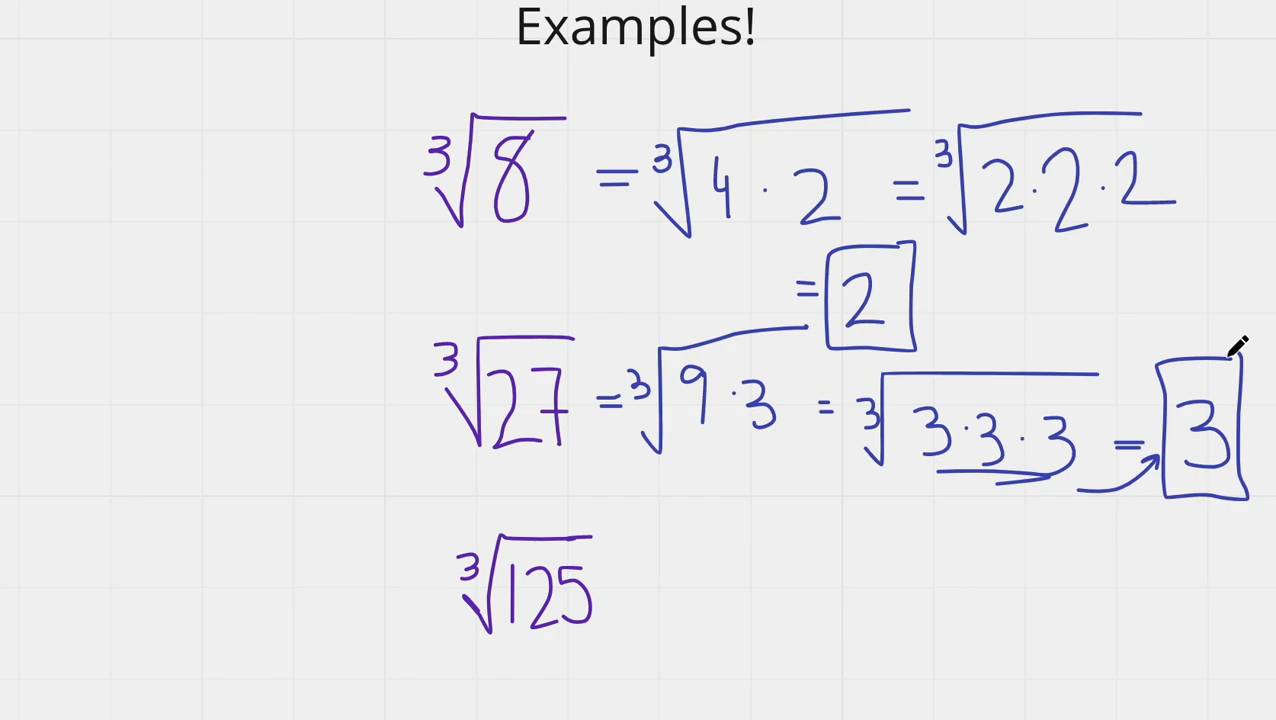 Examples!
∛8 = ∛4 · 2 = ∛2 · 2 · 2
= 2
∛27 = ∛9 · 3 = ∛3 · 3 · 3 = 3
∛125